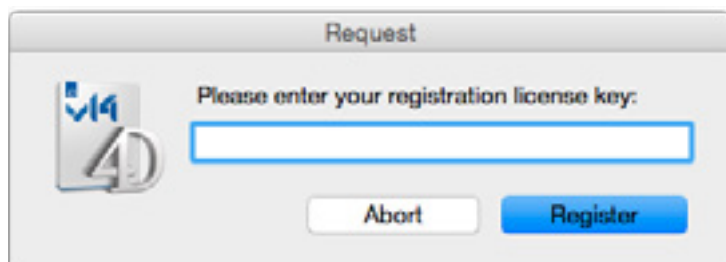 Request
v14
4D
Please enter your registration license key:
Abort
Register